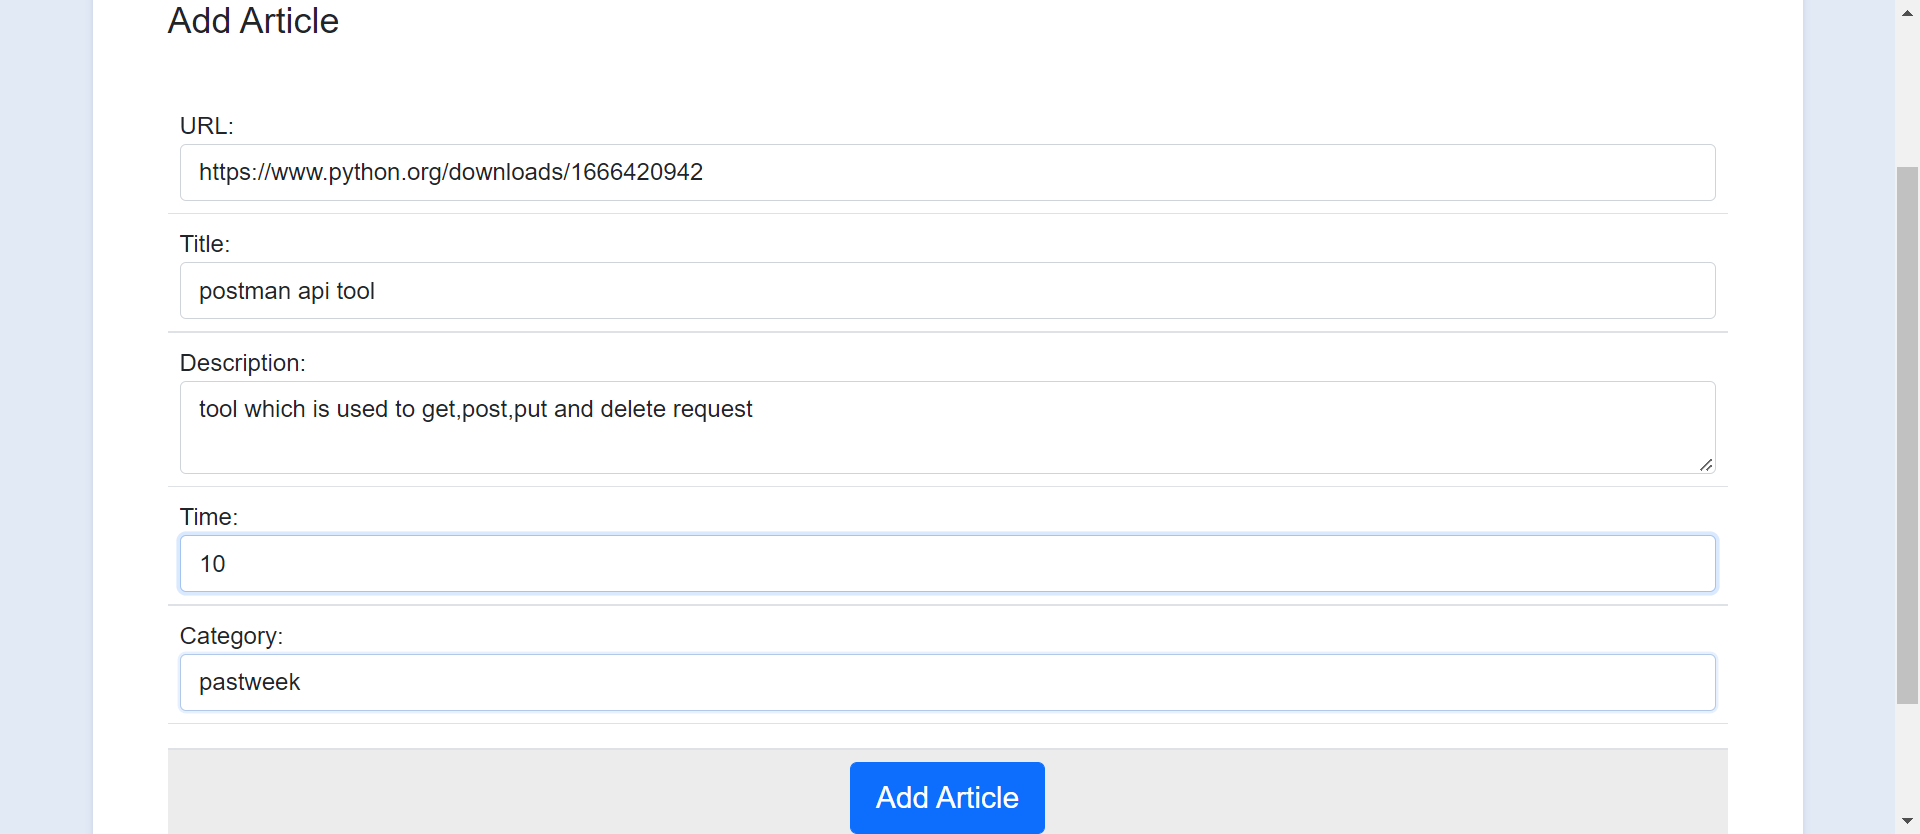 Add Article
URL:
https://www.python.org/downloads/1666420942
Title:
postman api tool
Description:
tool which is used to get,post,put and delete request
Time:
10
Category:
pastweek
Add Article